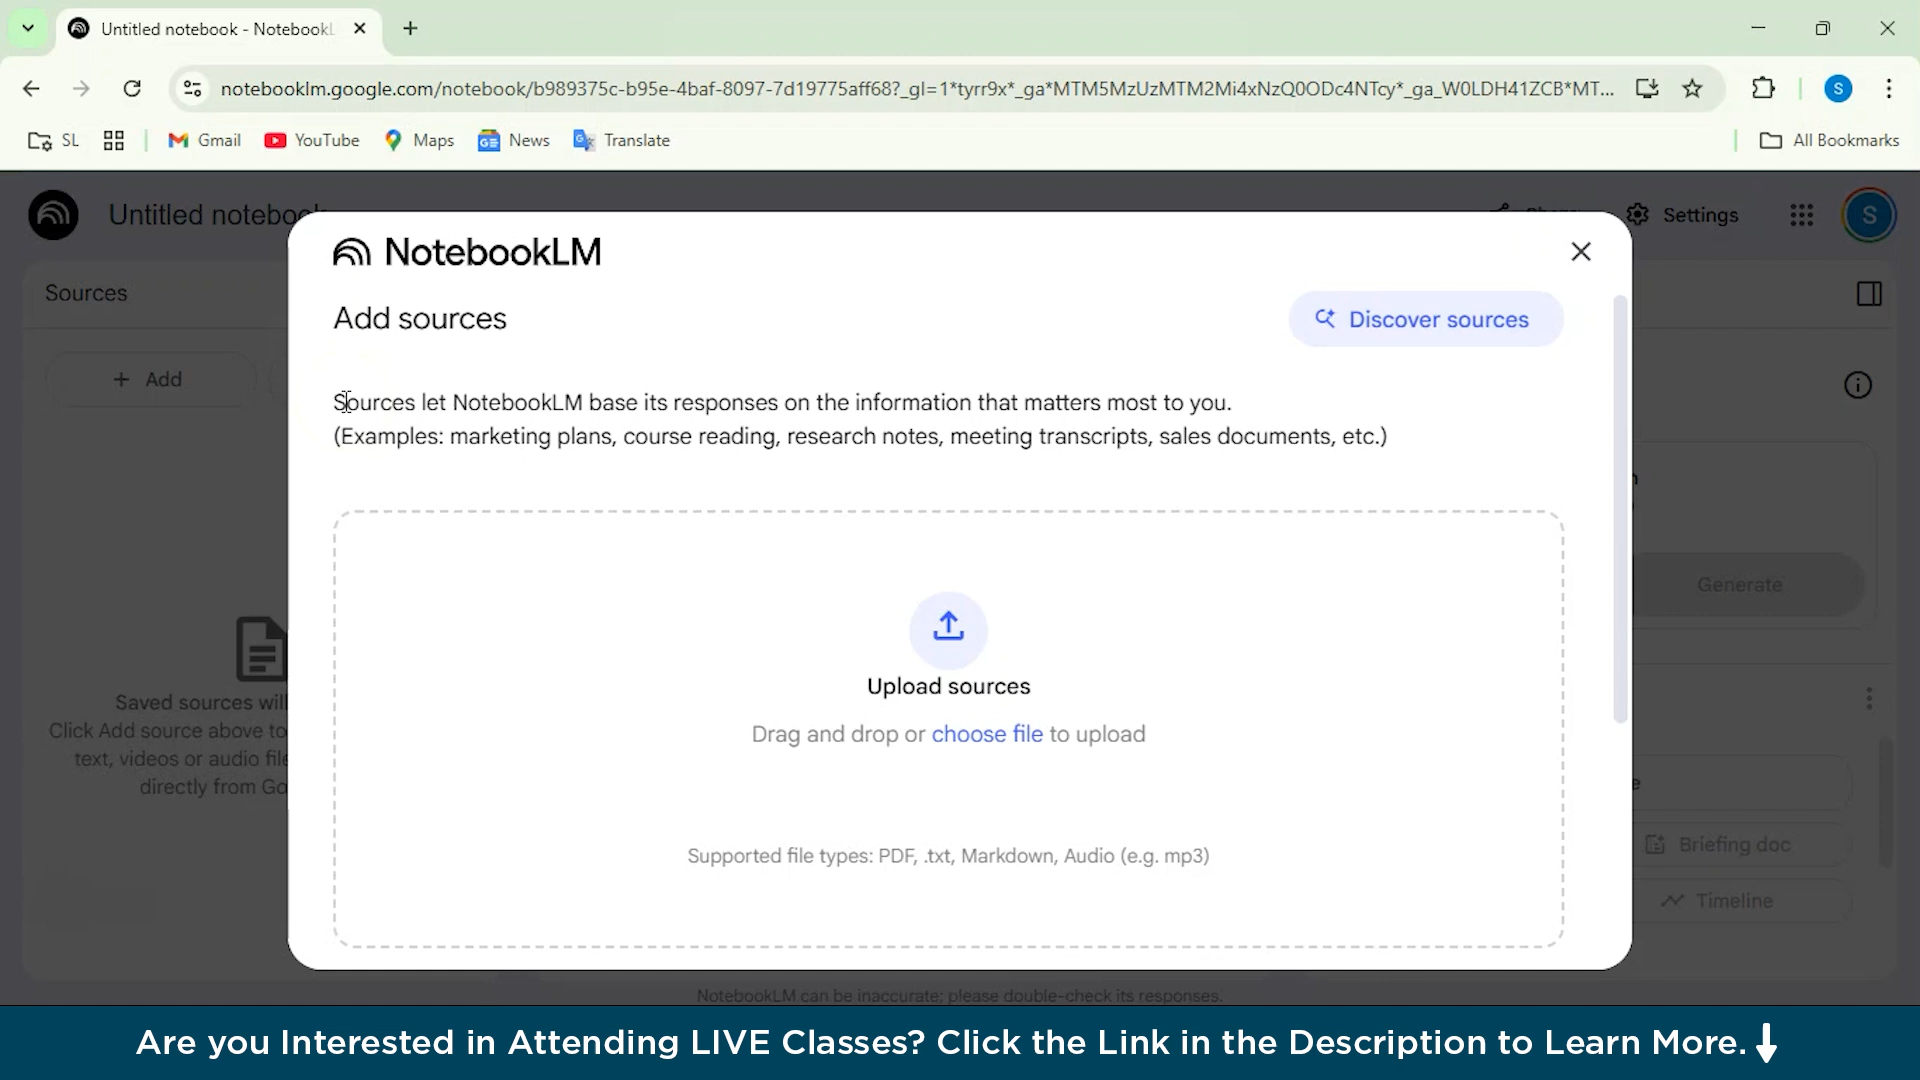 Untitled notebook - NotebookL
notebooklm.google.com/notebook/b989375c-b95e-4baf-8097-7d19775aff68?_gl=1*tyrr9x*_ga*MTM5MzUzMTM2Mi4xNzQ0ODc4NTcy*_ga_W0LDH41ZCB*MT...
S
SL
Gmail
YouTube
Maps
News
Translate
All Bookmarks
Untitled notebook
Share
Settings
S
NotebookLM
Sources
Add sources
Discover sources
+ Add
Sources let NotebookLM base its responses on the information that matters most to you.
(Examples: marketing plans, course reading, research notes, meeting transcripts, sales documents, etc.)
Generate
Upload sources
Saved sources will
Click Add source above to
Drag and drop or choose file to upload
text, videos or audio file
directly from Go
Supported file types: PDF, .txt, Markdown, Audio (e.g. mp3)
Briefing doc
Timeline
NotebookLM can be inaccurate; please double-check its responses.
Are you Interested in Attending LIVE Classes? Click the Link in the Description to Learn More.